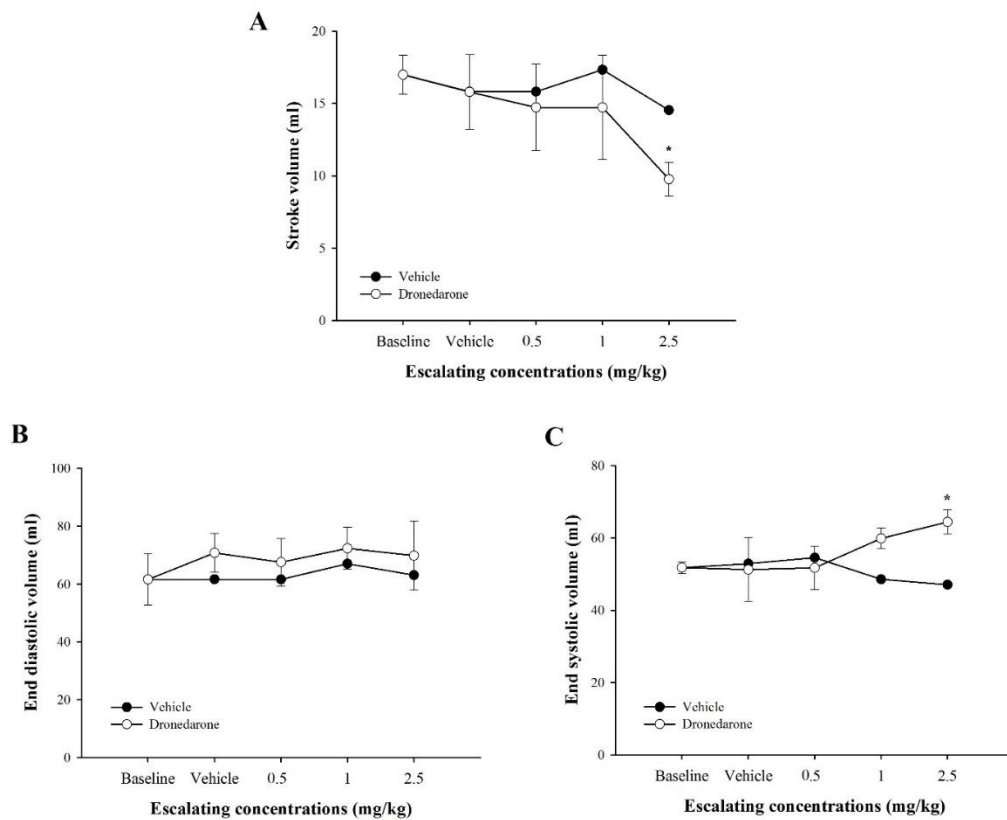 A
20
15
10
5
0
Stroke volume (ml)
*
Vehicle
Dronedarone
Baseline Vehicle 0.5 1 2.5
Escalating concentrations (mg/kg)
B
100
80
60
40
20
0
End diastolic volume (ml)
Vehicle
Dronedarone
Baseline Vehicle 0.5 1 2.5
Escalating concentrations (mg/kg)
C
80
60
40
20
0
End systolic volume (ml)
*
Vehicle
Dronedarone
Baseline Vehicle 0.5 1 2.5
Escalating concentrations (mg/kg)